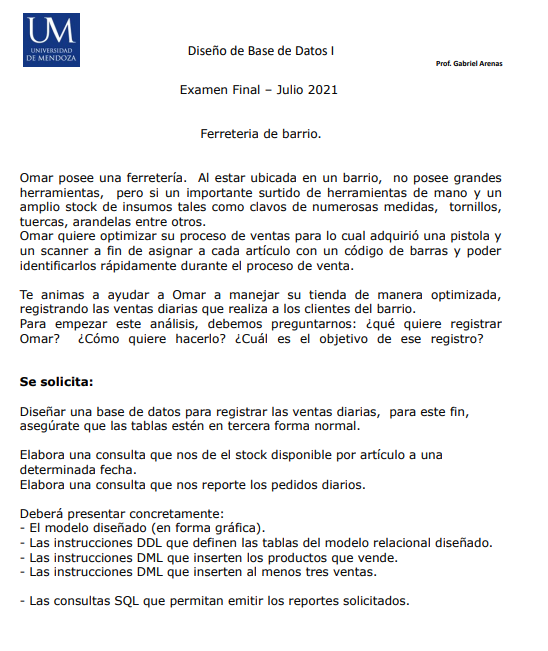 UM
UNIVERSIDAD
DE MENDOZA
Diseño de Base de Datos I
Prof. Gabriel Arenas
Examen Final – Julio 2021
Ferreteria de barrio.
Omar posee una ferretería. Al estar ubicada en un barrio, no posee grandes
herramientas, pero si un importante surtido de herramientas de mano y un
amplio stock de insumos tales como clavos de numerosas medidas, tornillos,
tuercas, arandelas entre otros.
Omar quiere optimizar su proceso de ventas para lo cual adquirió una pistola y
un scanner a fin de asignar a cada artículo con un código de barras y poder
identificarlos rápidamente durante el proceso de venta.
Te animas a ayudar a Omar a manejar su tienda de manera optimizada,
registrando las ventas diarias que realiza a los clientes del barrio.
Para empezar este análisis, debemos preguntarnos: ¿qué quiere registrar
Omar? ¿Cómo quiere hacerlo? ¿Cuál es el objetivo de ese registro?
Se solicita:
Diseñar una base de datos para registrar las ventas diarias, para este fin,
asegúrate que las tablas estén en tercera forma normal.
Elabora una consulta que nos de el stock disponible por artículo a una
determinada fecha.
Elabora una consulta que nos reporte los pedidos diarios.
Deberá presentar concretamente:
- El modelo diseñado (en forma gráfica).
- Las instrucciones DDL que definen las tablas del modelo relacional diseñado.
- Las instrucciones DML que inserten los productos que vende.
- Las instrucciones DML que inserten al menos tres ventas.
- Las consultas SQL que permitan emitir los reportes solicitados.